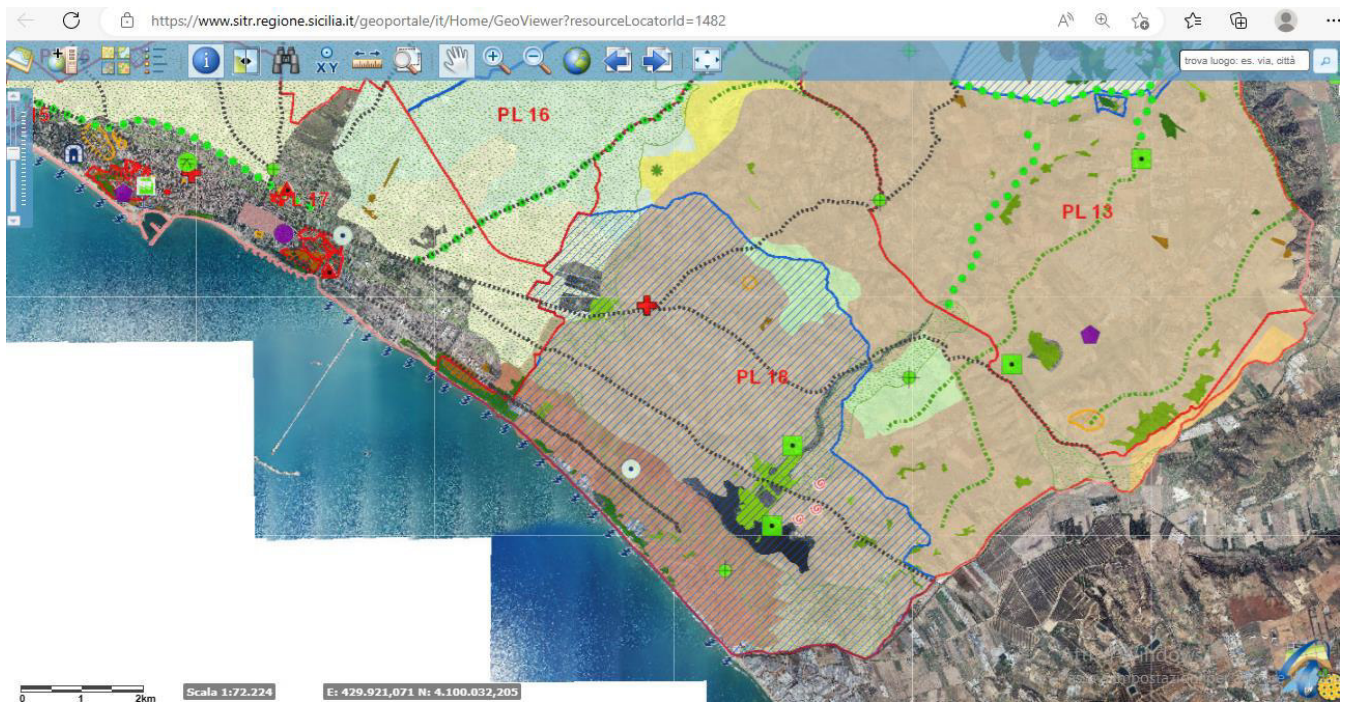 https://www.sitr.regione.sicilia.it/geoportale/it/Home/GeoViewer?resourceLocatorId=1482
XY
trova luogo: es. via, città
PL 16
15
17
PL 13
PL 18
0 1 2km
Scala 1:72.224
E: 429.921,071 N: 4.100.032,205